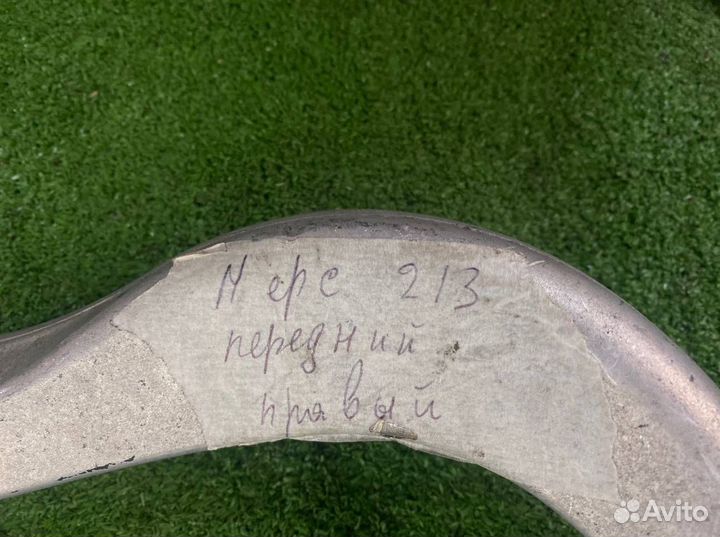 Мерс 213
передний
правый
Avito